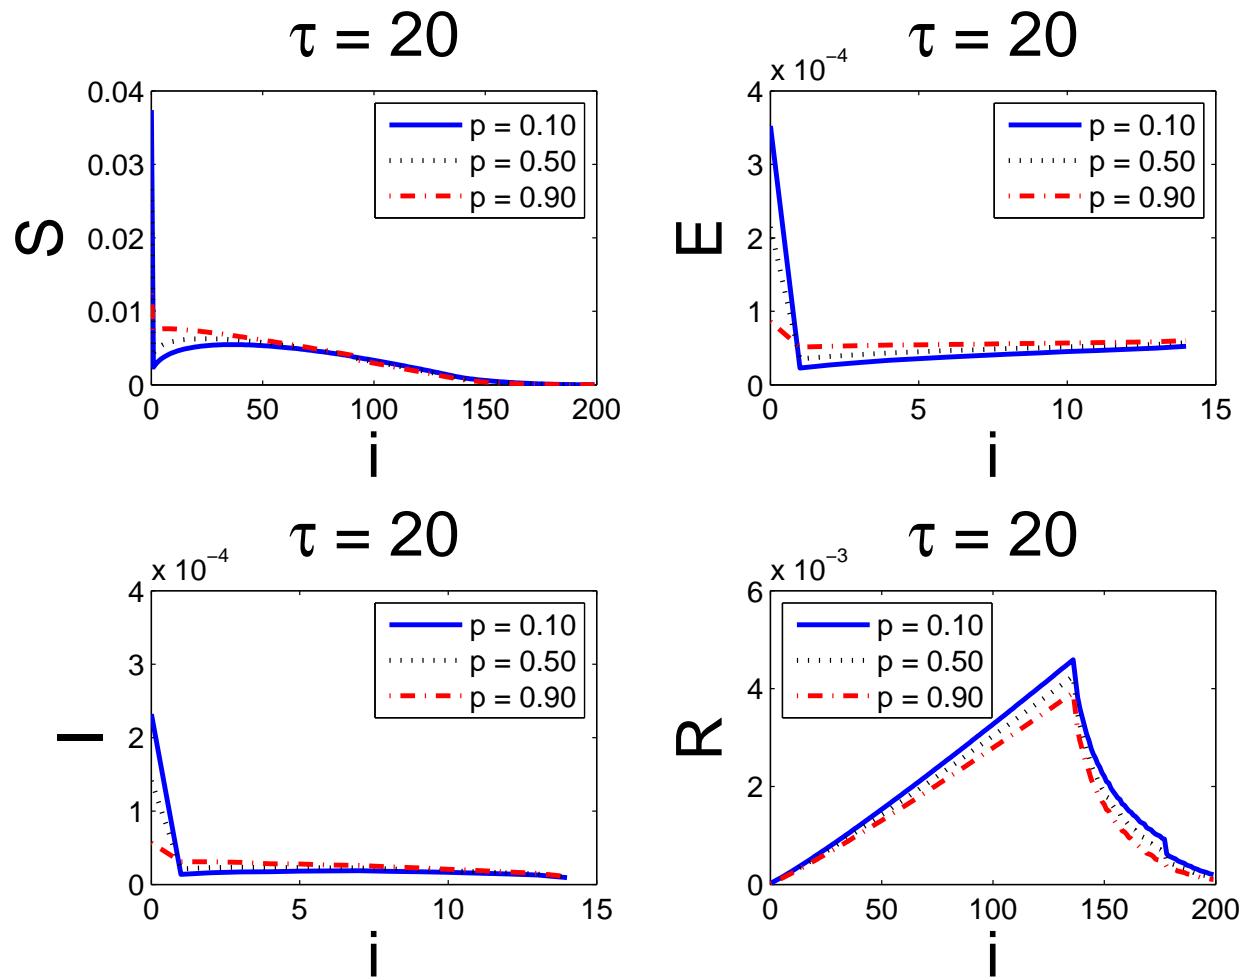 τ = 20
S
0.04
0.03
0.02
0.01
0
p = 0.10
p = 0.50
p = 0.90
0 50 100 150 200
i
τ = 20
x 10⁻⁴
E
4
3
2
1
0
p = 0.10
p = 0.50
p = 0.90
0 5 10 15
i
τ = 20
x 10⁻⁴
I
4
3
2
1
0
p = 0.10
p = 0.50
p = 0.90
0 5 10 15
i
τ = 20
x 10⁻³
R
6
4
2
0
p = 0.10
p = 0.50
p = 0.90
0 50 100 150 200
i